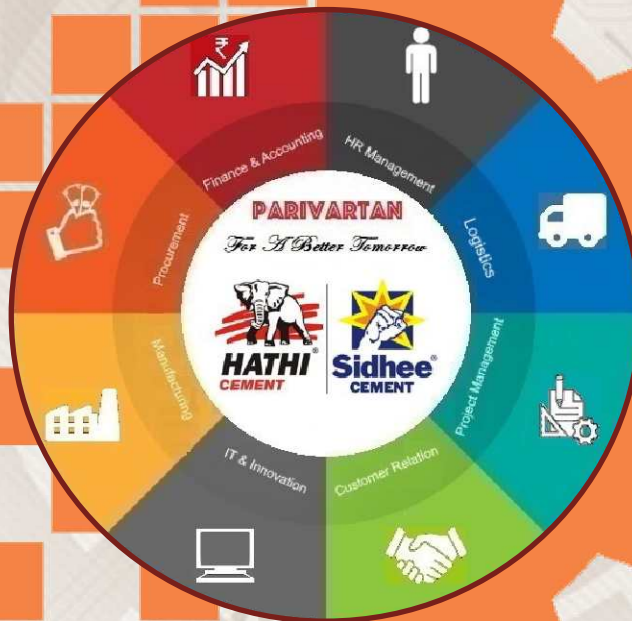 Finance & Accounting
HR Management
Logistics
Project Management
Customer Relation
IT & Innovation
Manufacturing
Procurement
PARIVARTAN
For A Better Tomorrow
HATHI®
CEMENT
Sidhee®
CEMENT
₹